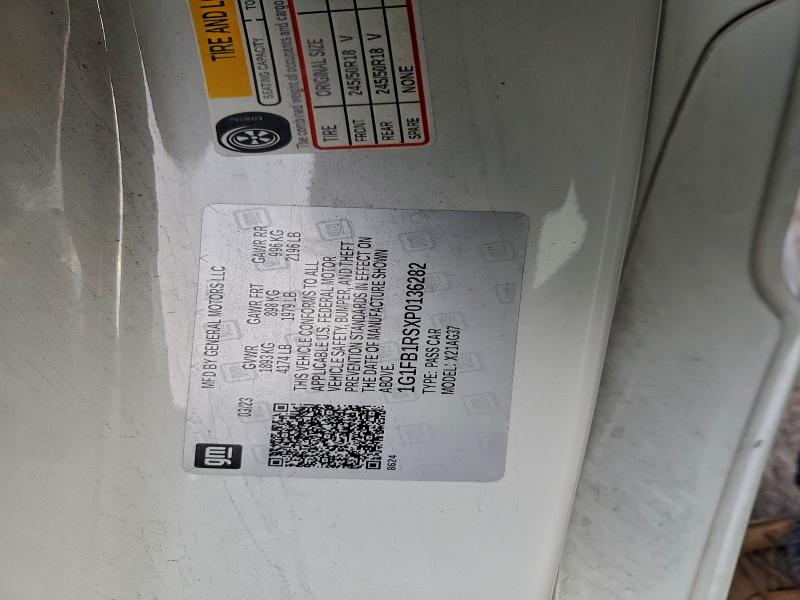 TIRE AND
SEATING CAPACITY
The combined weight of occupants and cargo
TIRE ORIGINAL SIZE
FRONT 245/50R18 V
REAR 245/50R18 V
SPARE NONE
gm
MFD BY GENERAL MOTORS LLC
03/23 GVWR GAWR FRT GAWR RR
1893 KG 898 KG 996 KG
4174 LB 1979 LB 2196 LB
THIS VEHICLE CONFORMS TO ALL
APPLICABLE U.S. FEDERAL MOTOR
VEHICLE SAFETY, BUMPER, AND THEFT
PREVENTION STANDARDS IN EFFECT ON
THE DATE OF MANUFACTURE SHOWN
ABOVE.
8624
1G1FB1RSXP0136282
TYPE: PASS CAR
MODEL: X21AG37